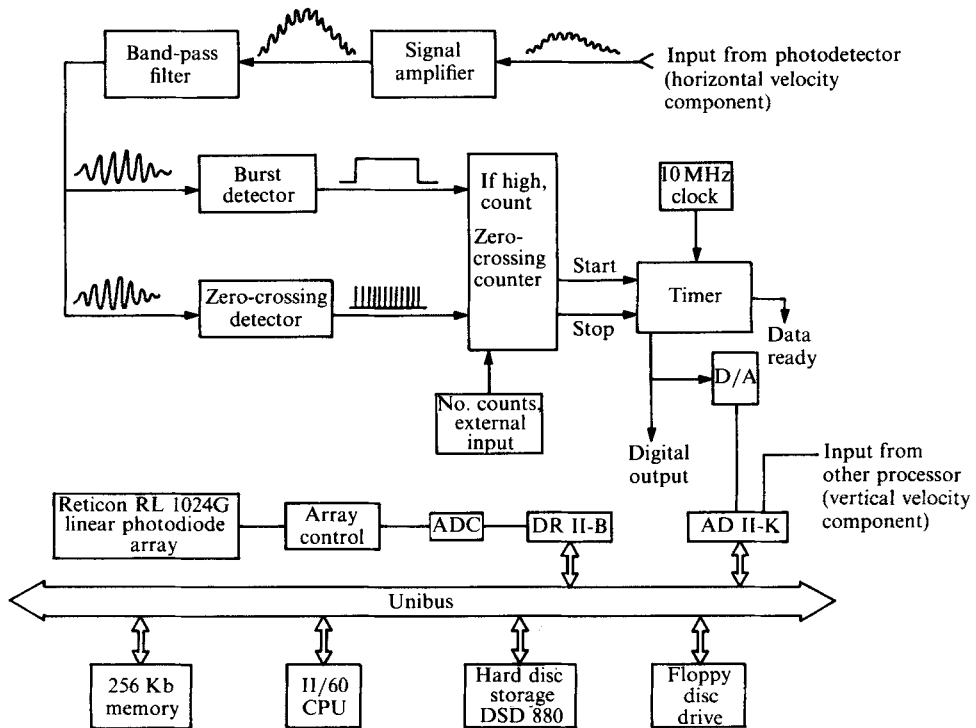 Band-pass
filter
Signal
amplifier
Input from photodetector
(horizontal velocity
component)
Burst
detector
If high,
count
Zero-
crossing
counter
10 MHz
clock
Zero-crossing
detector
Start
Stop
Timer
Data
ready
No. counts,
external
input
D/A
Digital
output
Input from
other processor
(vertical velocity
component)
Reticon RL 1024G
linear photodiode
array
Array
control
ADC
DR II-B
AD II-K
Unibus
256 Kb
memory
II/60
CPU
Hard disc
storage
DSD 880
Floppy
disc
drive